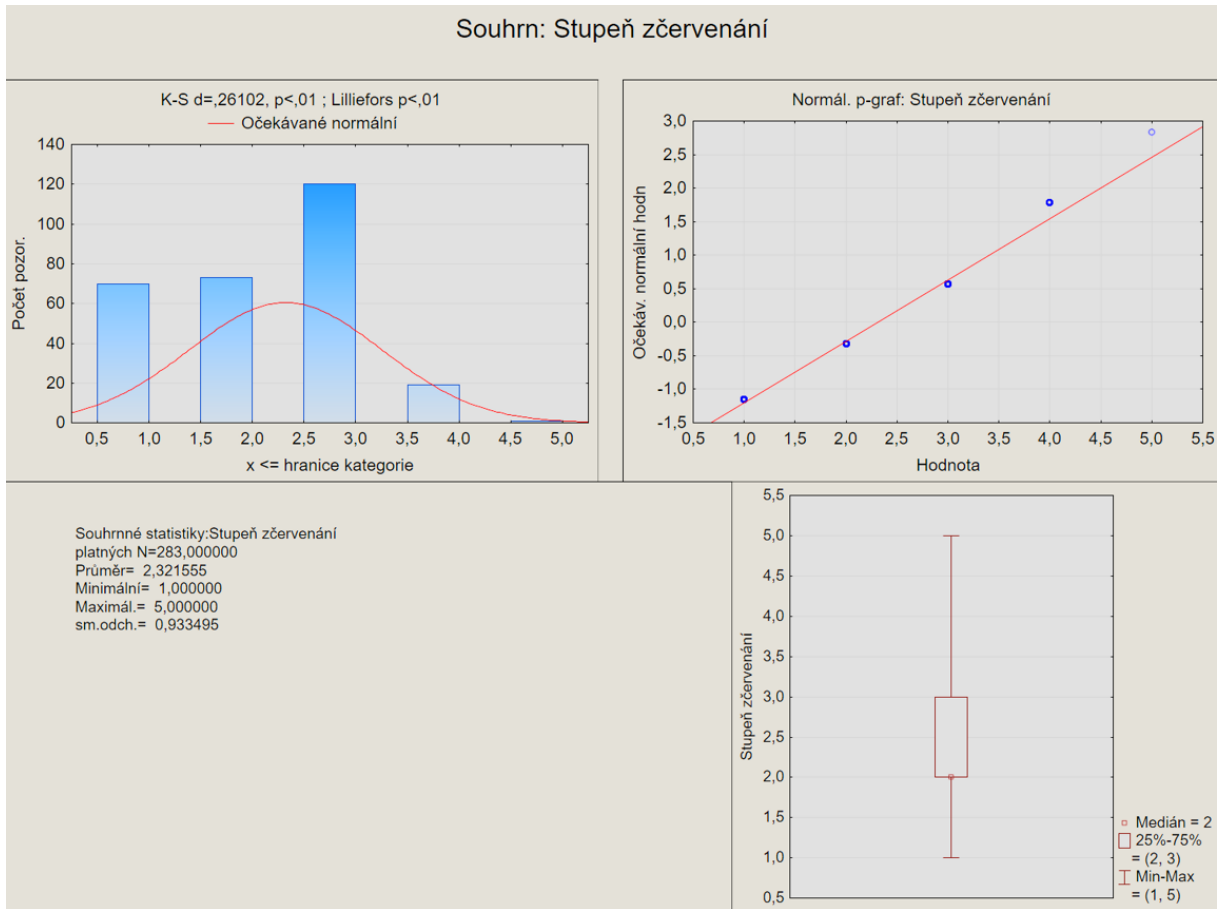 Souhrn: Stupeň zčervenání
K-S d=,26102, p<,01 ; Lilliefors p<,01
Očekávané normální
140
120
100
80
60
40
20
0
Počet pozor.
0,5 1,0 1,5 2,0 2,5 3,0 3,5 4,0 4,5 5,0
x <= hranice kategorie
Normál. p-graf: Stupeň zčervenání
3,0
2,5
2,0
1,5
1,0
0,5
0,0
-0,5
-1,0
-1,5
Očekáv. normální hodn
0,5 1,0 1,5 2,0 2,5 3,0 3,5 4,0 4,5 5,0 5,5
Hodnota
Souhrnné statistiky:Stupeň zčervenání
platných N=283,000000
Průměr= 2,321555
Minimální= 1,000000
Maximál.= 5,000000
sm.odch.= 0,933495
5,5
5,0
4,5
4,0
3,5
3,0
2,5
2,0
1,5
1,0
0,5
Stupeň zčervenání
Medián = 2
25%-75%
= (2, 3)
Min-Max
= (1, 5)